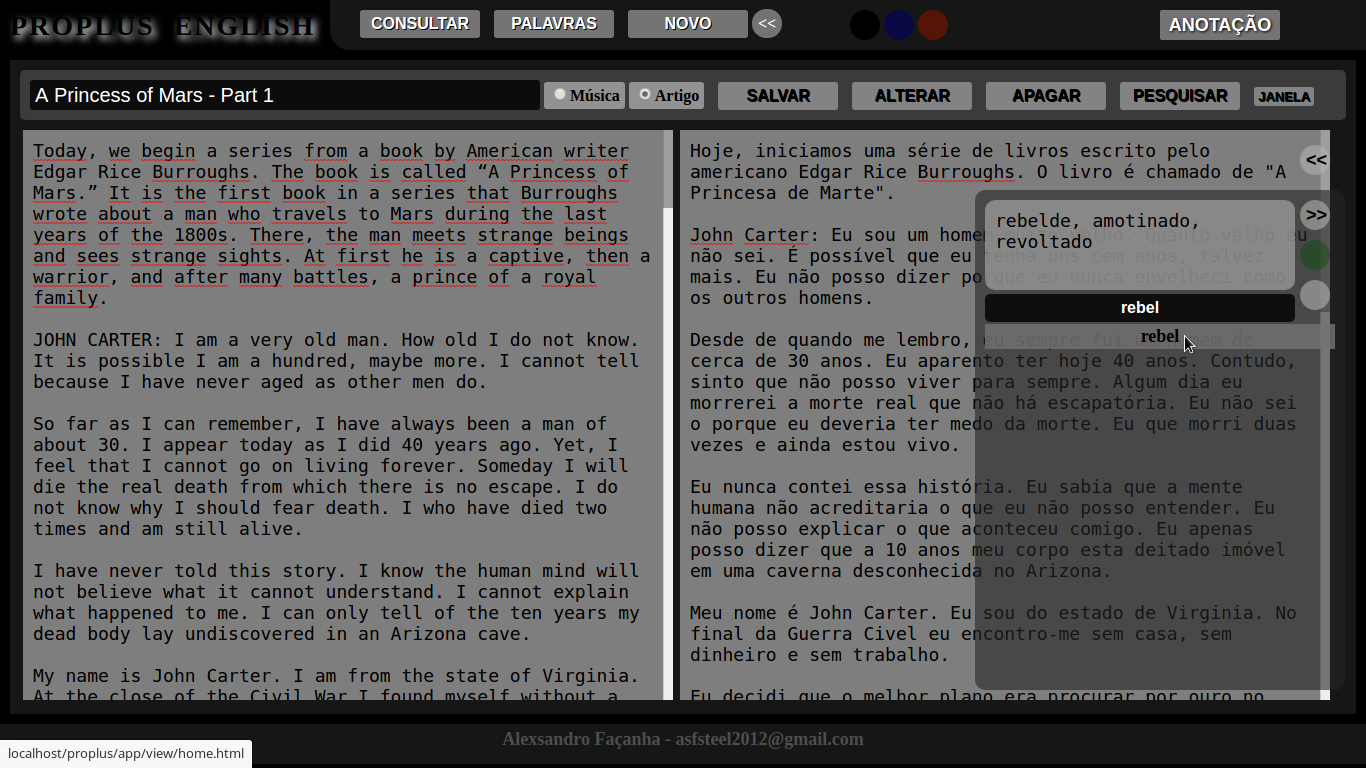 PROPLUS ENGLISH
CONSULTAR
PALAVRAS
NOVO
<<
ANOTAÇÃO
A Princess of Mars - Part 1
Música
Artigo
SALVAR
ALTERAR
APAGAR
PESQUISAR
JANELA
Today, we begin a series from a book by American writer
Edgar Rice Burroughs. The book is called “A Princess of
Mars.” It is the first book in a series that Burroughs
wrote about a man who travels to Mars during the last
years of the 1800s. There, the man meets strange beings
and sees strange sights. At first he is a captive, then a
warrior, and after many battles, a prince of a royal
family.
JOHN CARTER: I am a very old man. How old I do not know.
It is possible I am a hundred, maybe more. I cannot tell
because I have never aged as other men do.
So far as I can remember, I have always been a man of
about 30. I appear today as I did 40 years ago. Yet, I
feel that I cannot go on living forever. Someday I will
die the real death from which there is no escape. I do
not know why I should fear death. I who have died two
times and am still alive.
I have never told this story. I know the human mind will
not believe what it cannot understand. I cannot explain
what happened to me. I can only tell of the ten years my
dead body lay undiscovered in an Arizona cave.
My name is John Carter. I am from the state of Virginia.
At the close of the Civil War I found myself without a
Hoje, iniciamos uma série de livros escrito pelo
americano Edgar Rice Burroughs. O livro é chamado de "A
Princesa de Marte".
John Carter: Eu sou um homem muito velho. Quanto velho eu
não sei. É possível que eu tenha uns cem anos, talvez
mais. Eu não posso dizer porque eu nunca envelheci como
os outros homens.
Desde de quando me lembro, eu sempre fui um homem de
cerca de 30 anos. Eu aparento ter hoje 40 anos. Contudo,
sinto que não posso viver para sempre. Algum dia eu
morrerei a morte real que não há escapatória. Eu não sei
o porque eu deveria ter medo da morte. Eu que morri duas
vezes e ainda estou vivo.
Eu nunca contei essa história. Eu sabia que a mente
humana não acreditaria o que eu não posso entender. Eu
não posso explicar o que aconteceu comigo. Eu apenas
posso dizer que a 10 anos meu corpo esta deitado imóvel
em uma caverna desconhecida no Arizona.
Meu nome é John Carter. Eu sou do estado de Virginia. No
final da Guerra Civel eu encontro-me sem casa, sem
dinheiro e sem trabalho.
Eu decidi que o melhor plano era procurar por ouro no
<<
>>
rebelde, amotinado,
revoltado
rebel
rebel
Alexsandro Façanha - asfsteel2012@gmail.com
localhost/proplus/app/view/home.html